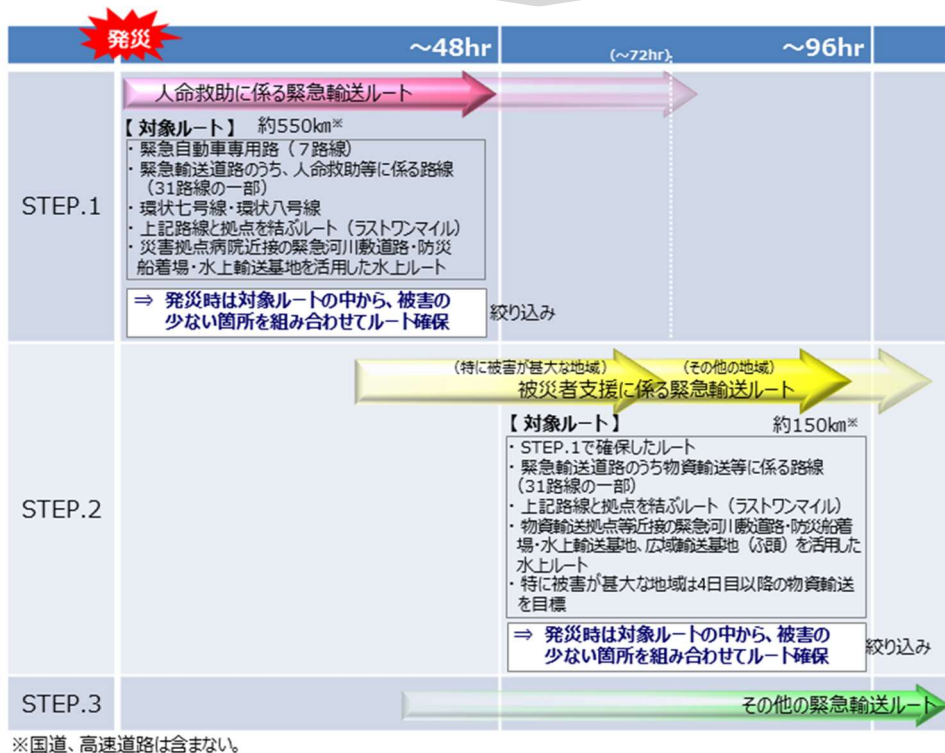 発災
～48hr
(～72hr)
～96hr
STEP.1
人命救助に係る緊急輸送ルート
【対象ルート】 約550㎞※
・緊急自動車専用路（７路線）
・緊急輸送道路のうち、人命救助等に係る路線
（31路線の一部）
・環状七号線・環状八号線
・上記路線と拠点を結ぶルート（ラストワンマイル）
・災害拠点病院近接の緊急河川敷道路・防災
船着場・水上輸送基地を活用した水上ルート
⇒ 発災時は対象ルートの中から、被害の
少ない箇所を組み合わせてルート確保
絞り込み
STEP.2
（特に被害が甚大な地域）
（その他の地域）
被災者支援に係る緊急輸送ルート
【対象ルート】 約150㎞※
・STEP.1で確保したルート
・緊急輸送道路のうち物資輸送等に係る路線
（31路線の一部）
・上記路線と拠点を結ぶルート（ラストワンマイル）
・物資輸送拠点等近接の緊急河川敷道路・防災船着
場・水上輸送基地、広域輸送基地（ふ頭）を活用した
水上ルート
・特に被害が甚大な地域は4日目以降の物資輸送
を目標
⇒ 発災時は対象ルートの中から、被害の
少ない箇所を組み合わせてルート確保
絞り込み
STEP.3
その他の緊急輸送ルート
※国道、高速道路は含まない。